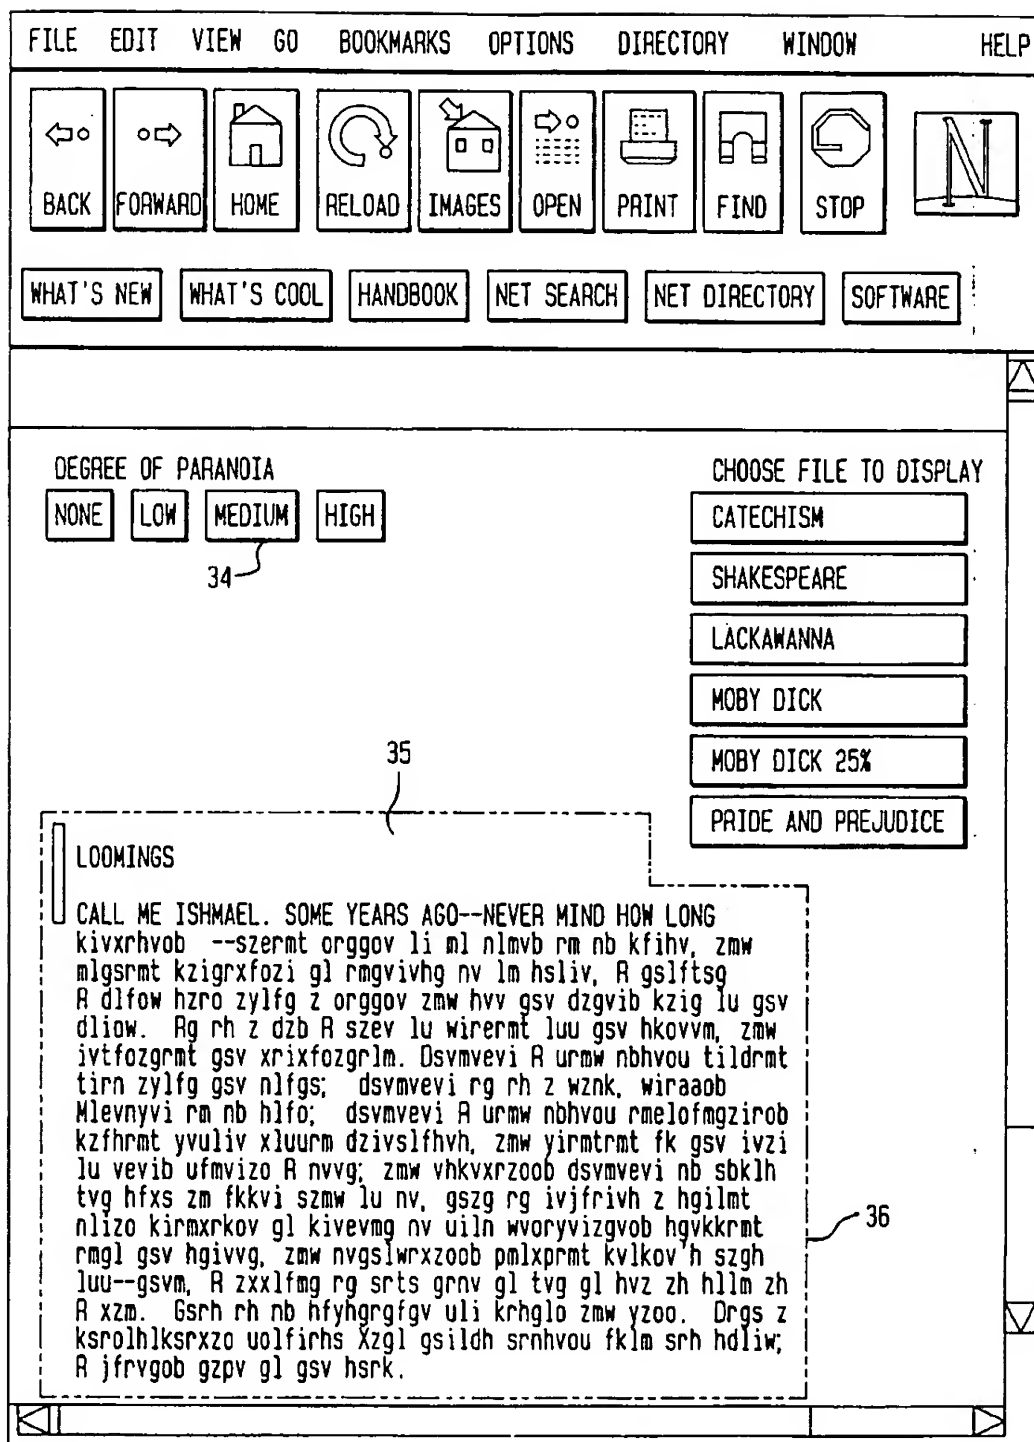 FILE EDIT VIEW GO BOOKMARKS OPTIONS DIRECTORY WINDOW HELP
BACK FORWARD HOME RELOAD IMAGES OPEN PRINT FIND STOP N
WHAT'S NEW WHAT'S COOL HANDBOOK NET SEARCH NET DIRECTORY SOFTWARE
DEGREE OF PARANOIA
NONE LOW MEDIUM HIGH
34
CHOOSE FILE TO DISPLAY
CATECHISM
SHAKESPEARE
LACKAWANNA
MOBY DICK
MOBY DICK 25%
PRIDE AND PREJUDICE
35
LOOMINGS
CALL ME ISHMAEL. SOME YEARS AGO--NEVER MIND HOW LONG
kivxrhvob --szermt orggov li ml nlmvb rm nb kfihv, zmw
mlgsrmt kzigrxfozi gl rmgvivhg nv lm hsliv, R gslftsg
R dlfow hzro zylfg z orggov zmw hvv gsv dzgvib kzig lu gsv
dliow. Rg rh z dzb R szev lu wirermt luu gsv hkovvm, zmw
ivtfozgrmt gsv xrixfozgrlm. Dsvmvevi R urmw nbhvou tildrmt
tirn zylfg gsv nlfgs; dsvmvevi rg rh z wznk, wiraaob
Mlevnyvi rm nb hlfo; dsvmvevi R urmw nbhvou rmelofmgzirob
kzfhrmt yvuliv xluurm dzivslfhvh, zmw yirmtrmt fk gsv ivzi
lu vevib ufmvizo R nvvg; zmw vhkvxrzoob dsvmvevi nb sbklh
tvg hfxs zm fkkvi szmw lu nv, gszg rg ivjfrivh z hgilmt
nlizo kirmxrkov gl kivevmg nv uiln wvoryvizgvob hgvkkrmt
rmgl gsv hgivvg, zmw nvgslwrxzoob pmlxprmt kvlkov'h szgh
luu--gsvm, R zxxlfmg rg srts grnv gl tvg gl hvz zh hllm zh
R xzm. Gsrh rh nb hfyhgrgfgv uli krhglo zmw yzoo. Drgs z
ksrolhlksrxzo uolfirhs Xzgl gsildh srnhvou fklm srh hdliw;
R jfrvgob gzpv gl gsv hsrk.
36